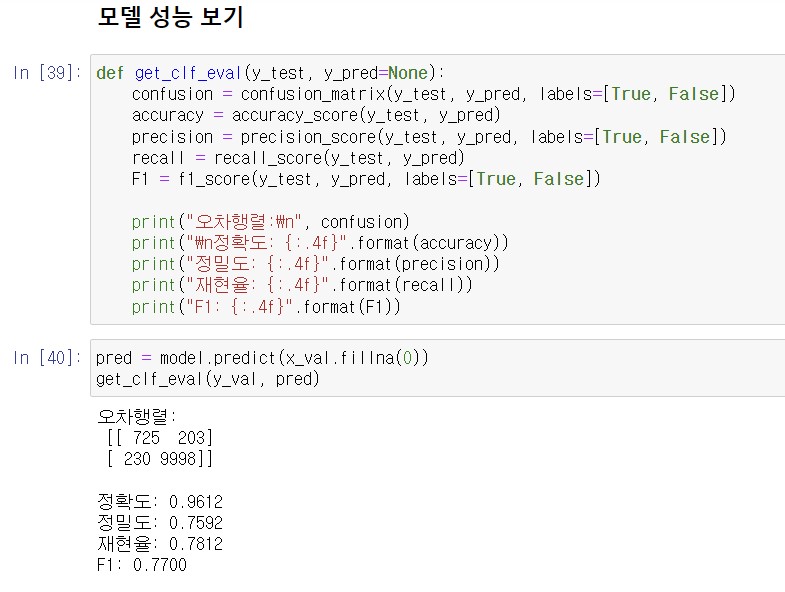 모델 성능 보기
In [39]: def get_clf_eval(y_test, y_pred=None):
    confusion = confusion_matrix(y_test, y_pred, labels=[True, False])
    accuracy = accuracy_score(y_test, y_pred)
    precision = precision_score(y_test, y_pred, labels=[True, False])
    recall = recall_score(y_test, y_pred)
    F1 = f1_score(y_test, y_pred, labels=[True, False])
    print("오차행렬:₩n", confusion)
    print("₩n정확도: {:.4f}".format(accuracy))
    print("정밀도: {:.4f}".format(precision))
    print("재현율: {:.4f}".format(recall))
    print("F1: {:.4f}".format(F1))
In [40]: pred = model.predict(x_val.fillna(0))
get_clf_eval(y_val, pred)
오차행렬:
[[ 725  203]
[ 230 9998]]
정확도: 0.9612
정밀도: 0.7592
재현율: 0.7812
F1: 0.7700